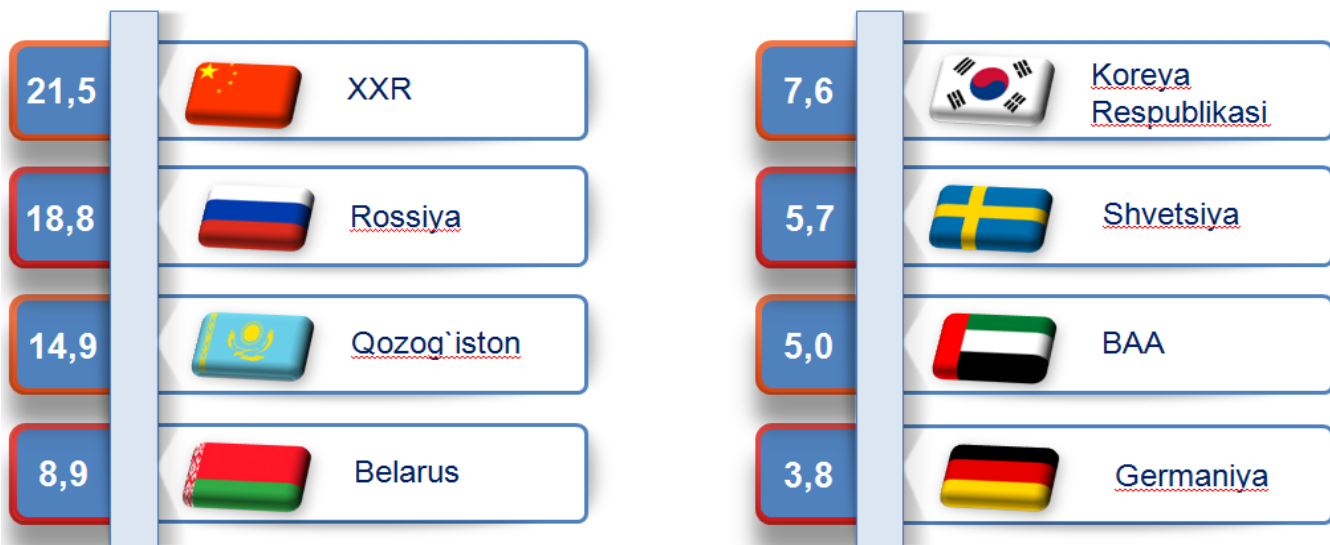 21,5
XXR
18,8
Rossiya
14,9
Qozog`iston
8,9
Belarus
7,6
Koreya
Respublikasi
5,7
Shvetsiya
5,0
BAA
3,8
Germaniya